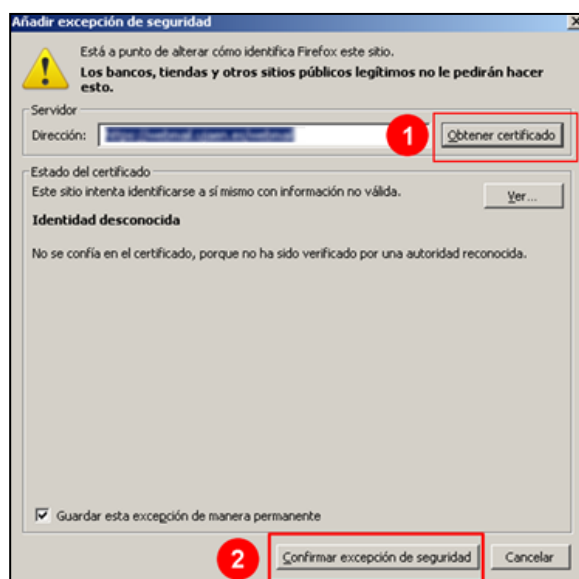 Añadir excepción de seguridad
Está a punto de alterar cómo identifica Firefox este sitio.
Los bancos, tiendas y otros sitios públicos legítimos no le pedirán hacer
esto.
Servidor
Dirección:
1
Obtener certificado
Estado del certificado
Este sitio intenta identificarse a sí mismo con información no válida.
Ver...
Identidad desconocida
No se confía en el certificado, porque no ha sido verificado por una autoridad reconocida.
Guardar esta excepción de manera permanente
2
Confirmar excepción de seguridad
Cancelar